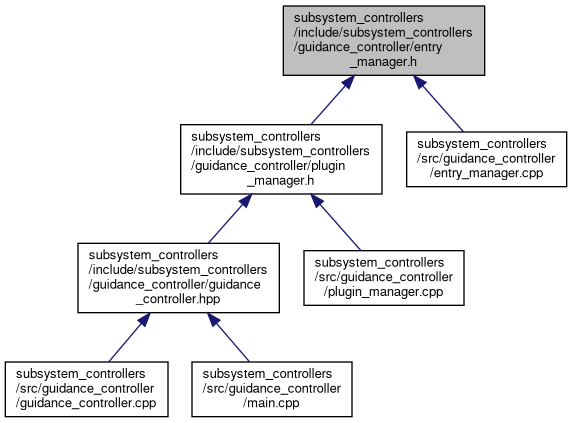 subsystem_controllers
/include/subsystem_controllers
/guidance_controller/entry
_manager.h
subsystem_controllers
/include/subsystem_controllers
/guidance_controller/plugin
_manager.h
subsystem_controllers
/src/guidance_controller
/entry_manager.cpp
subsystem_controllers
/include/subsystem_controllers
/guidance_controller/guidance
_controller.hpp
subsystem_controllers
/src/guidance_controller
/plugin_manager.cpp
subsystem_controllers
/src/guidance_controller
/guidance_controller.cpp
subsystem_controllers
/src/guidance_controller
/main.cpp